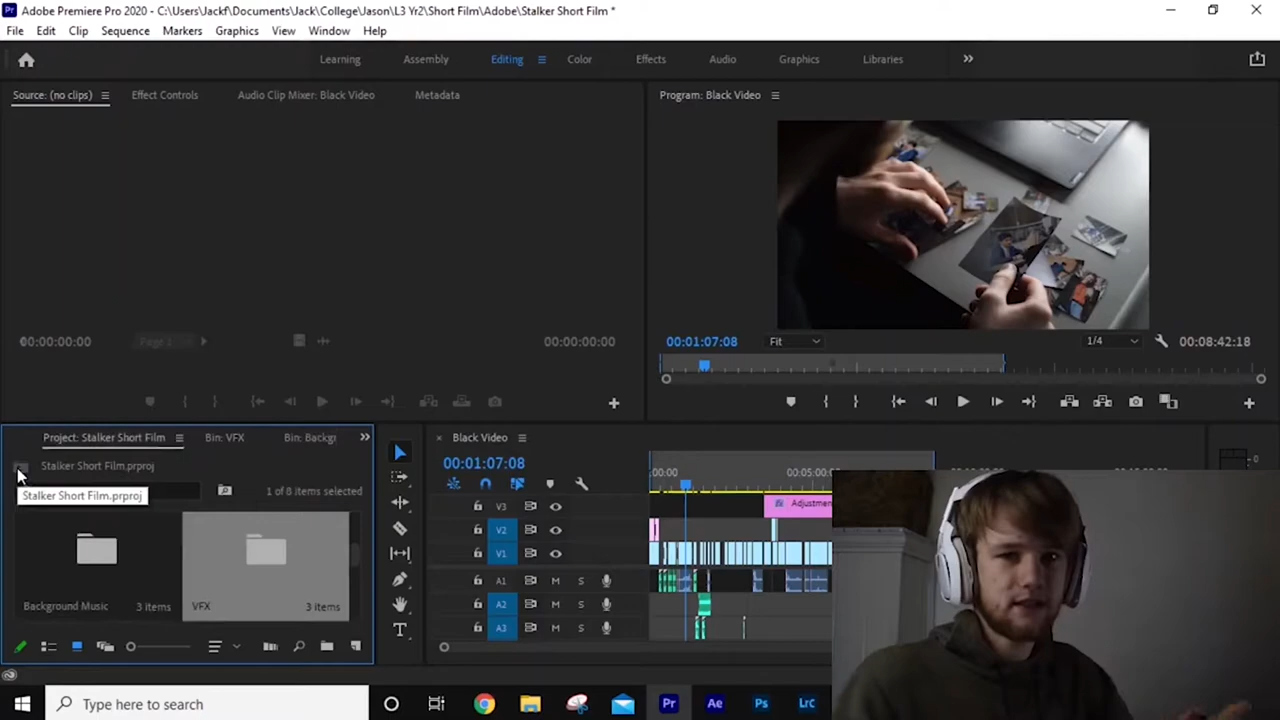 Pr Adobe Premiere Pro 2020 - C:\Users\Jackf\Documents\Jack\College\Jason\L3 Yr2\Short Film\Adobe\Stalker Short Film *
File Edit Clip Sequence Markers Graphics View Window Help
Learning Assembly Editing Color Effects Audio Graphics Libraries
Source: (no clips) Effect Controls Audio Clip Mixer: Black Video Metadata
Program: Black Video
00:00:00:00 Page 1 00:00:00:00
00:01:07:08 Fit 1/4 00:08:42:18
Project: Stalker Short Film Bin: VFX Bin: Backgr
Stalker Short Film.prproj
Stalker Short Film.prproj
1 of 8 items selected
Background Music 3 items
VFX 3 items
Black Video
00:01:07:08
:00:00 00:05:00:00
V3 Adjustmen
V2
V1
A1 M S
A2 M S
A3 M S
0
Type here to search
Pr Ae Ps LrC